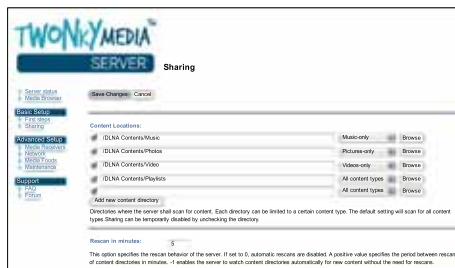 TWONKYMEDIA™
SERVER
Sharing
Server status
Media Browser
Basic Setup
First steps
Sharing
Advanced Setup
Media Receivers
Network
Media Feeds
Maintenance
Support
FAQ
Forum
Save Changes Cancel
Content Locations:
/DLNA Contents/Music Music-only Browse
/DLNA Contents/Photos Pictures-only Browse
/DLNA Contents/Video Videos-only Browse
/DLNA Contents/Playlists All content types Browse
All content types Browse
Add new content directory
Directories where the server shall scan for content. Each directory can be limited to a certain content type. The default setting will scan for all content
types.Sharing can be temporarily disabled by unchecking the directory.
Rescan in minutes: 5
This option specifies the rescan behavior of the server. If set to 0, automatic rescans are disabled. A positive value specifies the period between rescans
of content directories in minutes. -1 enables the server to watch content directories automatically for new content without the need for rescans.